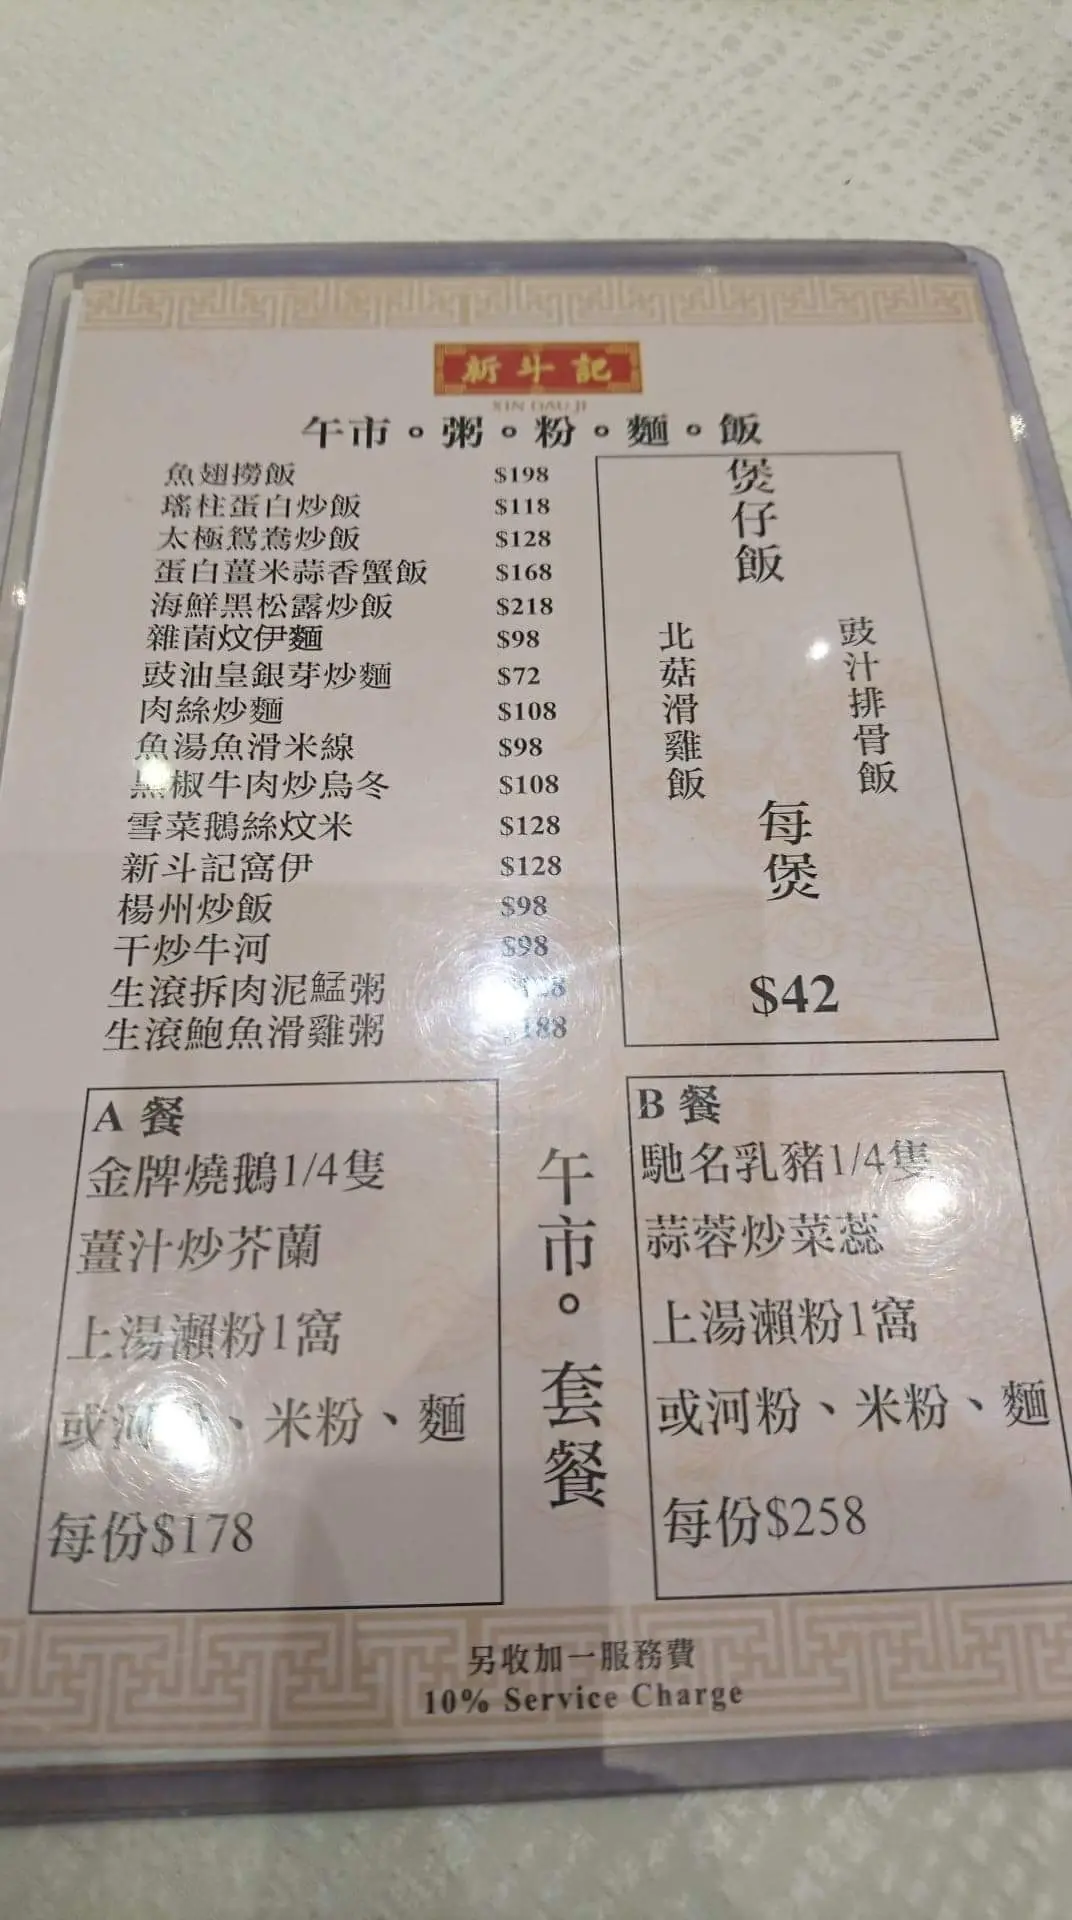 新斗記
XIN DAU JI
午市。粥。粉。麵。飯
魚翅撈飯 $198
瑤柱蛋白炒飯 $118
太極鴛鴦炒飯 $128
蛋白薑米蒜香蟹飯 $168
海鮮黑松露炒飯 $218
雜菌炆伊麵 $98
豉油皇銀芽炒麵 $72
肉絲炒麵 $108
魚湯魚滑米線 $98
黑椒牛肉炒烏冬 $108
雪菜鵝絲炆米 $128
新斗記窩伊 $128
楊州炒飯 $98
干炒牛河 $98
生滾拆肉泥鯭粥
生滾鮑魚滑雞粥 $188
煲仔飯
豉汁排骨飯
北菇滑雞飯
每煲
$42
A 餐
金牌燒鵝1/4隻
薑汁炒芥蘭
上湯瀨粉1窩
或河粉、米粉、麵
每份$178
午市。套餐
B 餐
馳名乳豬1/4隻
蒜蓉炒菜蕊
上湯瀨粉1窩
或河粉、米粉、麵
每份$258
另收加一服務費
10% Service Charge